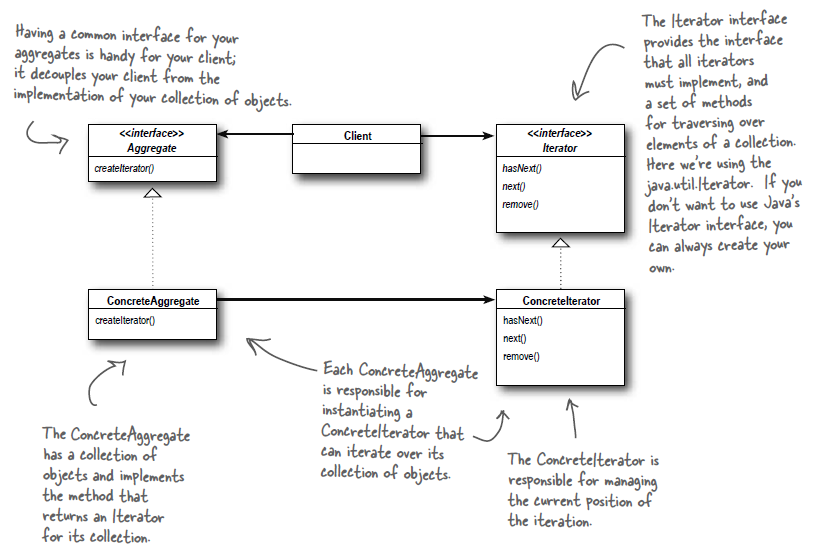 Having a common interface for your
aggregates is handy for your client;
it decouples your client from the
implementation of your collection of objects.
The Iterator interface
provides the interface
that all iterators
must implement, and
a set of methods
for traversing over
elements of a collection.
Here we're using the
java.util.Iterator. If you
don't want to use Java's
Iterator interface, you
can always create your
own.
<<interface>>
Aggregate
createIterator()
Client
<<interface>>
Iterator
hasNext()
next()
remove()
ConcreteAggregate
createIterator()
ConcreteIterator
hasNext()
next()
remove()
Each ConcreteAggregate
is responsible for
instantiating a
ConcreteIterator that
can iterate over its
collection of objects.
The ConcreteAggregate
has a collection of
objects and implements
the method that
returns an Iterator
for its collection.
The ConcreteIterator is
responsible for managing
the current position of
the iteration.